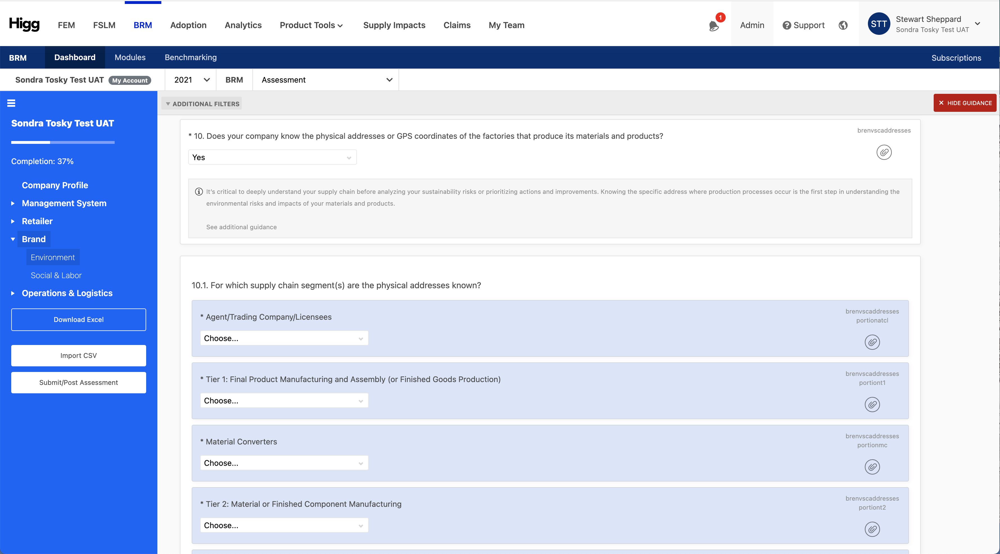 Higg
FEM
FSLM
BRM
Adoption
Analytics
Product Tools
Supply Impacts
Claims
My Team
1
Admin
? Support
STT
Stewart Sheppard
Sondra Tosky Test UAT
BRM
Dashboard
Modules
Benchmarking
Subscriptions
Sondra Tosky Test UAT
My Account
2021
BRM
Assessment
Sondra Tosky Test UAT
Completion: 37%
Company Profile
Management System
Retailer
Brand
Environment
Social & Labor
Operations & Logistics
Download Excel
Import CSV
Submit/Post Assessment
ADDITIONAL FILTERS
× HIDE GUIDANCE
* 10. Does your company know the physical addresses or GPS coordinates of the factories that produce its materials and products?
brenvscaddresses
Yes
It’s critical to deeply understand your supply chain before analyzing your sustainability risks or prioritizing actions and improvements. Knowing the specific address where production processes occur is the first step in understanding the
environmental risks and impacts of your materials and products.
See additional guidance
10.1. For which supply chain segment(s) are the physical addresses known?
* Agent/Trading Company/Licensees
brenvscaddresses
portionatcl
Choose...
* Tier 1: Final Product Manufacturing and Assembly (or Finished Goods Production)
brenvscaddresses
portiont1
Choose...
* Material Converters
brenvscaddresses
portionmc
Choose...
* Tier 2: Material or Finished Component Manufacturing
brenvscaddresses
portiont2
Choose...